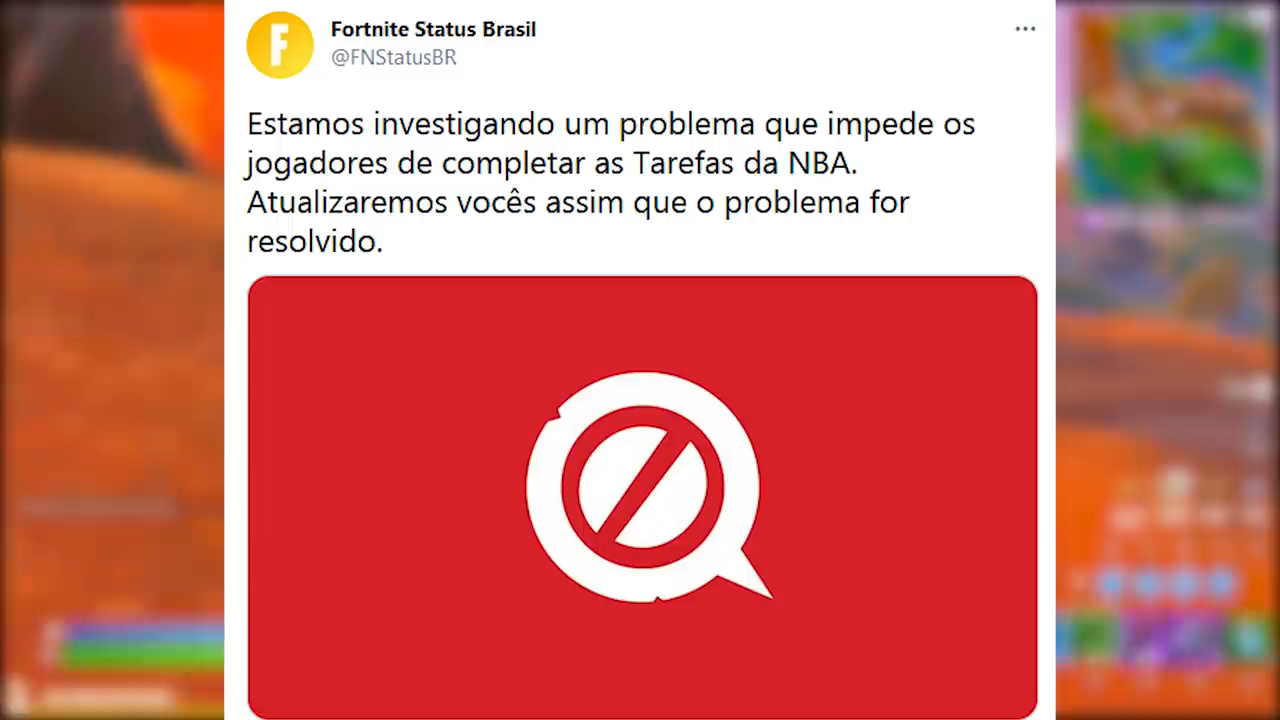 Fortnite Status Brasil
@FNStatusBR
Estamos investigando um problema que impede os
jogadores de completar as Tarefas da NBA.
Atualizaremos vocês assim que o problema for
resolvido.